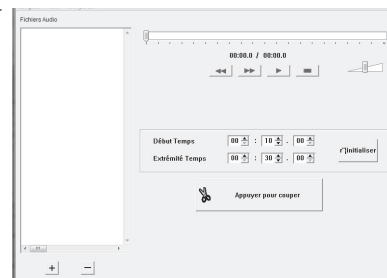 Fichiers Audio
00:00.0 / 00:00.0
Début Temps 00 : 10 . 00
Extrémité Temps 00 : 30 . 00
initialiser
Appuyer pour couper
+ −